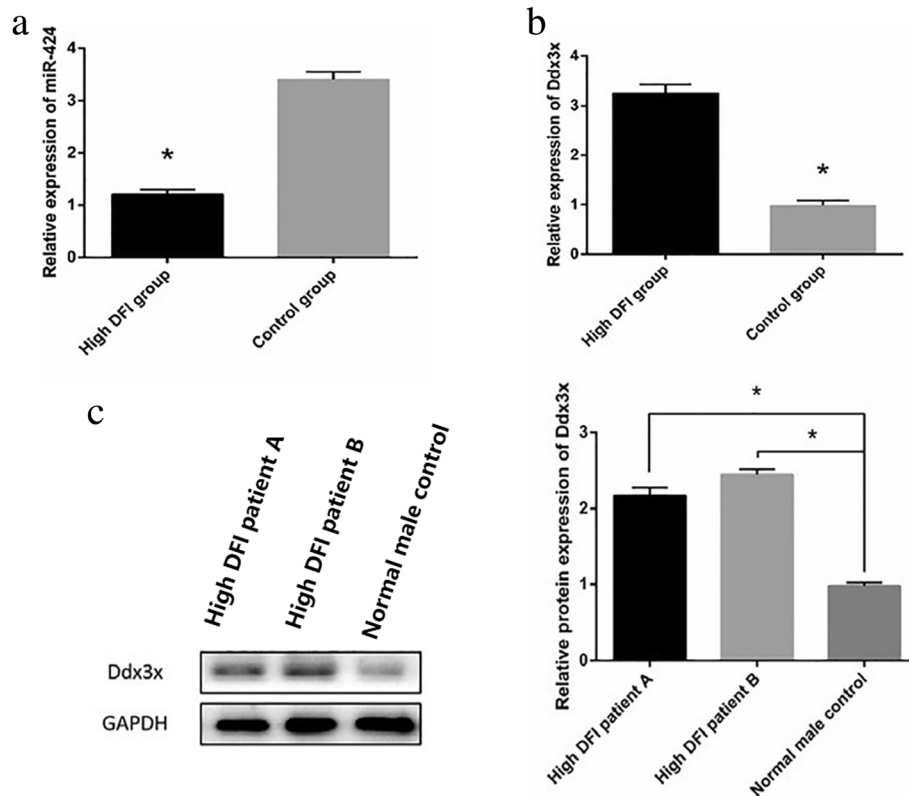 a
Relative expression of miR-424
4
3
2
1
0
*
High DFI group
Control group
b
Relative expression of Ddx3x
4
3
2
1
0
*
High DFI group
Control group
c
High DFI patient A
High DFI patient B
Normal male control
Ddx3x
GAPDH
Relative protein expression of Ddx3x
3
2
1
0
*
*
High DFI patient A
High DFI patient B
Normal male control